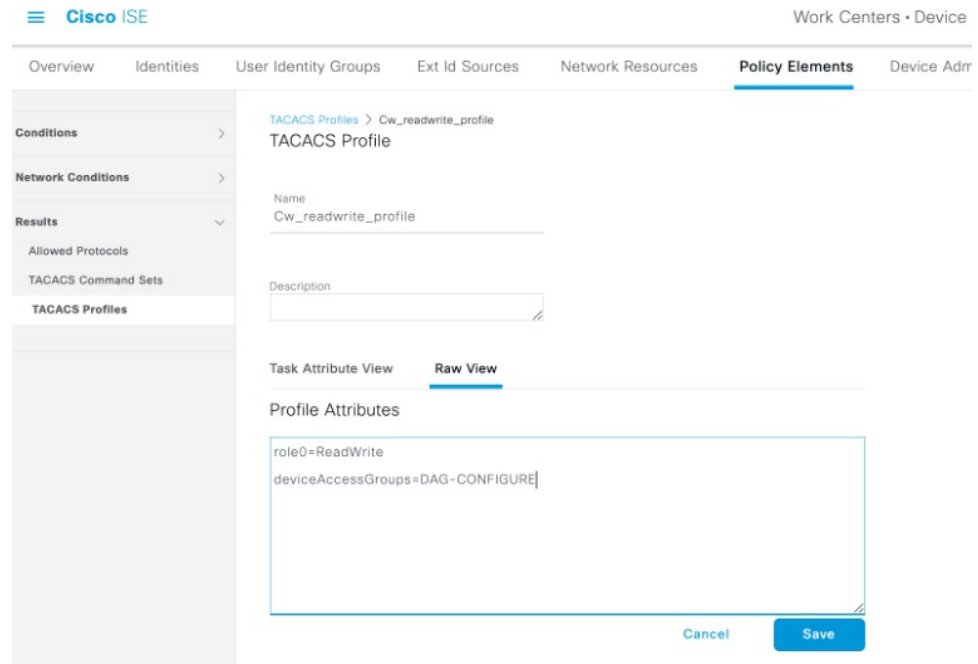 Cisco ISE
Work Centers • Device
Overview
Identities
User Identity Groups
Ext Id Sources
Network Resources
Policy Elements
Device Adm
Conditions
Network Conditions
Results
Allowed Protocols
TACACS Command Sets
TACACS Profiles
TACACS Profiles > Cw_readwrite_profile
TACACS Profile
Name
Cw_readwrite_profile
Description
Task Attribute View
Raw View
Profile Attributes
role0=ReadWrite
deviceAccessGroups=DAG-CONFIGURE
Cancel
Save